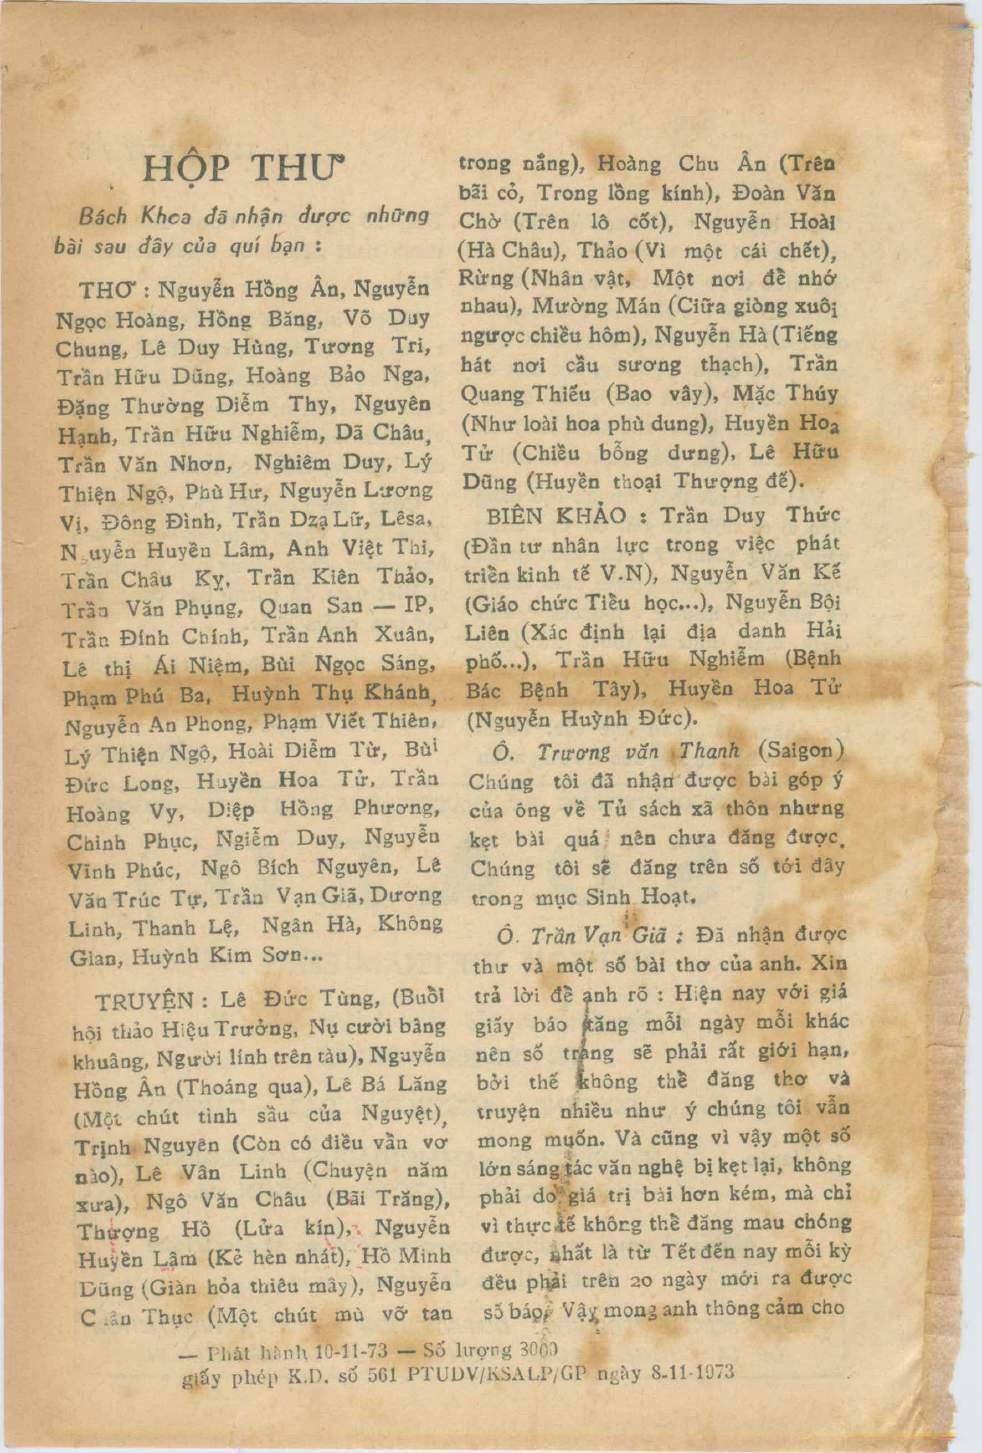 HỘP THƯ
Bách Khoa đã nhận được những
bài sau đây của quí bạn :
THƠ : Nguyễn Hồng Ân, Nguyễn
Ngọc Hoàng, Hồng Băng, Võ Duy
Chung, Lê Duy Hùng, Tương Tri,
Trần Hữu Dũng, Hoàng Bảo Nga,
Đặng Thường Diễm Thy, Nguyên
Hạnh, Trần Hữu Nghiễm, Dã Châu,
Trần Văn Nhơn, Nghiêm Duy, Lý
Thiện Ngộ, Phù Hư, Nguyễn Lương
Vị, Đông Đình, Trần Dzạ Lữ, Lêsa,
Nguyễn Huyền Lâm, Anh Việt Thi,
Trần Châu Kỵ, Trần Kiên Thảo,
Trần Văn Phụng, Quan San — IP,
Trần Đính Chính, Trần Anh Xuân,
Lê thị Ái Niệm, Bùi Ngọc Sáng,
Phạm Phú Ba, Huỳnh Thụ Khánh,
Nguyễn An Phong, Phạm Viết Thiên,
Lý Thiện Ngộ, Hoài Diễm Từ, Bùi
Đức Long, Huyền Hoa Tử, Trần
Hoàng Vy, Diệp Hồng Phương,
Chinh Phục, Ngiễm Duy, Nguyễn
Vĩnh Phúc, Ngô Bích Nguyên, Lê
Văn Trúc Tự, Trần Vạn Giã, Dương
Linh, Thanh Lệ, Ngân Hà, Không
Gian, Huỳnh Kim Sơn...
TRUYỆN : Lê Đức Tùng, (Buổi
hội thảo Hiệu Trưởng, Nụ cười bâng
khuâng, Người lính trên tàu), Nguyễn
Hồng Ân (Thoáng qua), Lê Bá Lăng
(Một chút tình sầu của Nguyệt),
Trịnh Nguyên (Còn có điều vần vơ
nào), Lê Vân Linh (Chuyện năm
xưa), Ngô Văn Châu (Bãi Trăng),
Thượng Hô (Lửa kín), Nguyễn
Huyền Lâm (Kẻ hèn nhát), Hồ Minh
Dũng (Giàn hỏa thiêu mây), Nguyễn
Thục (Một chút mù vỡ tan
trong nắng), Hoàng Chu Ân (Trên
bãi cỏ, Trong lồng kính), Đoàn Văn
Chờ (Trên lô cốt), Nguyễn Hoài
(Hà Châu), Thảo (Vì một cái chết),
Rừng (Nhân vật, Một nơi để nhớ
nhau), Mường Mán (Ciữa giòng xuôi
ngược chiều hôm), Nguyễn Hà (Tiếng
hát nơi cầu sương thạch), Trần
Quang Thiếu (Bao vây), Mặc Thúy
(Như loài hoa phù dung), Huyền Hoa
Tử (Chiều bỗng dưng), Lê Hữu
Dũng (Huyền thoại Thượng đế).
BIÊN KHẢO : Trần Duy Thức
(Đần tư nhân lực trong việc phát
triển kinh tế V.N), Nguyễn Văn Kế
(Giáo chức Tiểu học...), Nguyễn Bội
Liên (Xác định lại địa danh Hải
phố...), Trần Hữu Nghiễm (Bệnh
Bác Bệnh Tây), Huyền Hoa Tử
(Nguyễn Huỳnh Đức).
Ô. Trương văn Thanh (Saigon)
Chúng tôi đã nhận được bài góp ý
của ông về Tủ sách xã thôn nhưng
kẹt bài quá nên chưa đăng được.
Chúng tôi sẽ đăng trên số tới đây
trong mục Sinh Hoạt.
Ô. Trần Vạn Giã : Đã nhận được
thư và một số bài thơ của anh. Xin
trả lời để anh rõ : Hiện nay với giá
giấy báo tăng mỗi ngày mỗi khác
nên số trang sẽ phải rất giới hạn,
bởi thế không thể đăng thơ và
truyện nhiều như ý chúng tôi vẫn
mong muốn. Và cũng vì vậy một số
lớn sáng tác văn nghệ bị kẹt lại, không
phải do giá trị bài hơn kém, mà chỉ
vì thực tế không thể đăng mau chóng
được, nhất là từ Tết đến nay mỗi kỳ
đều phải trên 20 ngày mới ra được
số báo. Vậy mong anh thông cảm cho
— Phát hành 10-11-73 — Số lượng 3000
giấy phép K.D. số 561 PTUDV/KSALP/GP ngày 8-11-1973